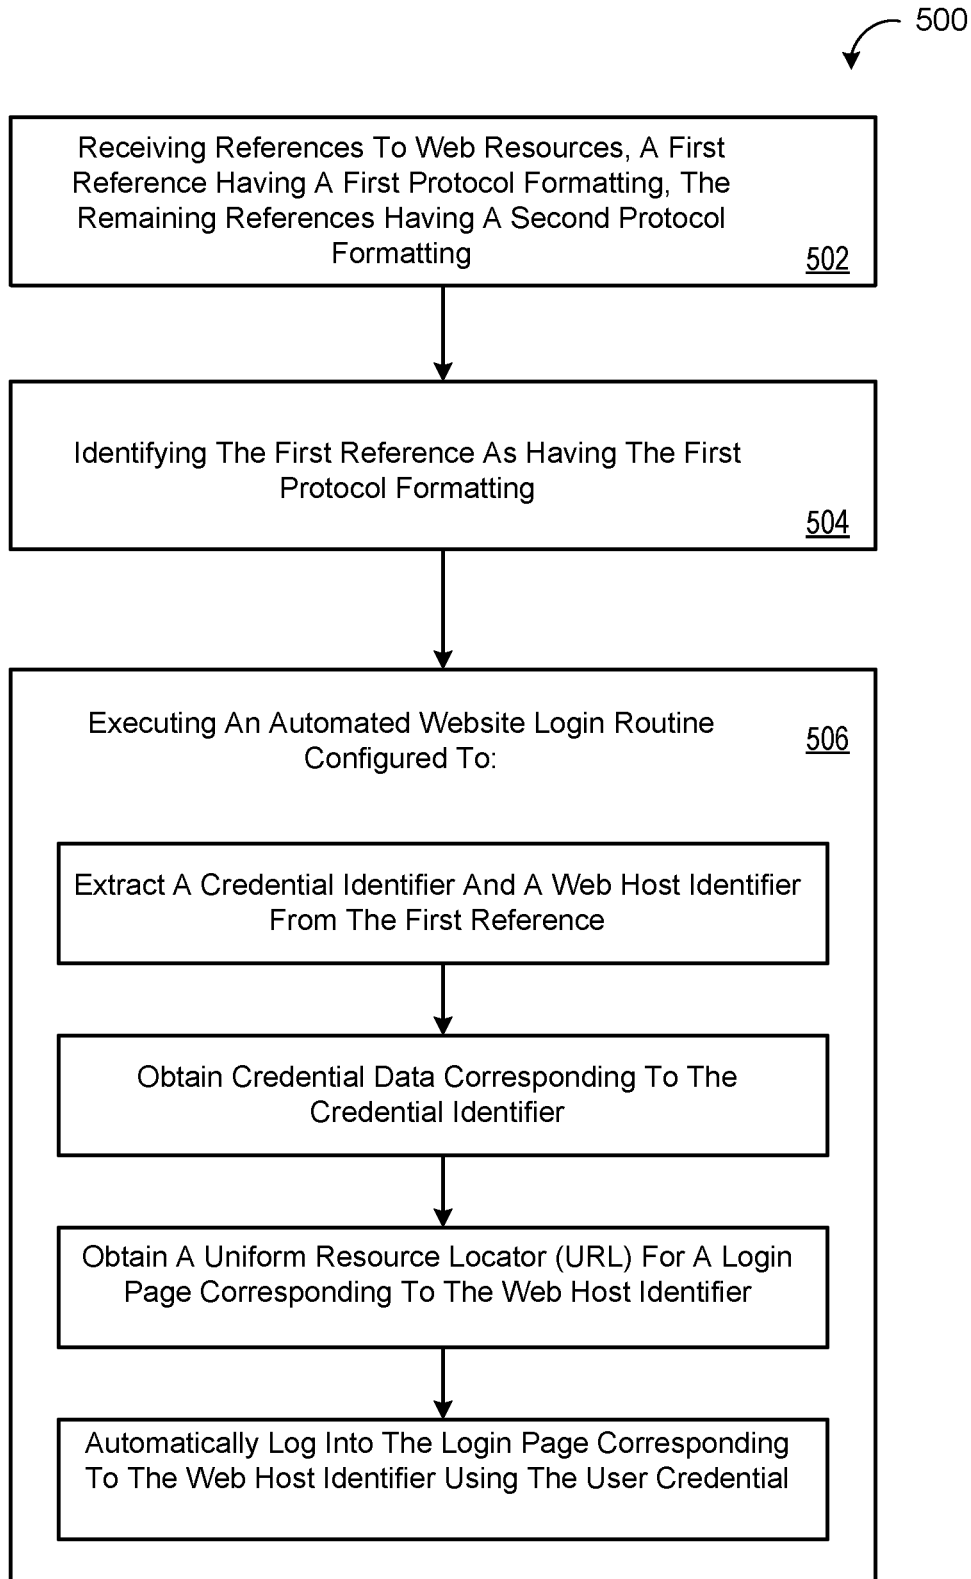 500
Receiving References To Web Resources, A First
Reference Having A First Protocol Formatting, The
Remaining References Having A Second Protocol
Formatting
502
Identifying The First Reference As Having The First
Protocol Formatting
504
Executing An Automated Website Login Routine
Configured To:
506
Extract A Credential Identifier And A Web Host Identifier
From The First Reference
Obtain Credential Data Corresponding To The
Credential Identifier
Obtain A Uniform Resource Locator (URL) For A Login
Page Corresponding To The Web Host Identifier
Automatically Log Into The Login Page Corresponding
To The Web Host Identifier Using The User Credential